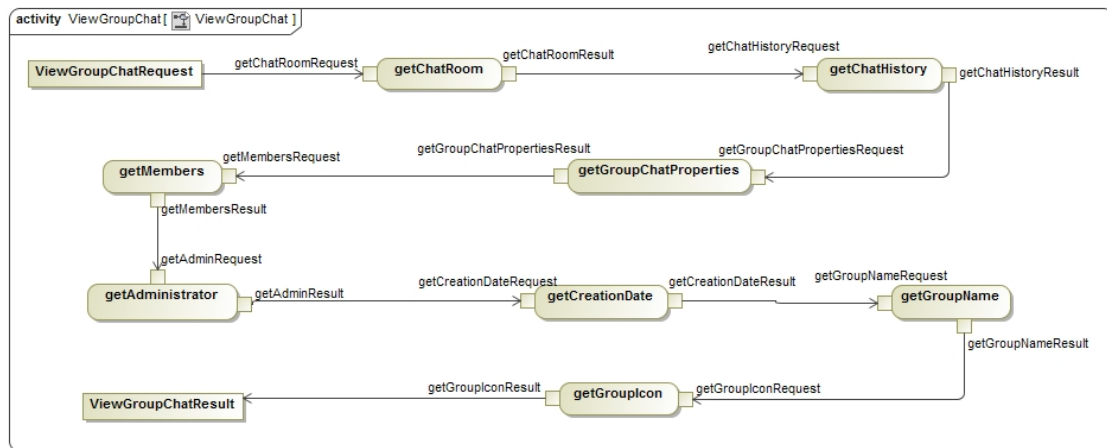 activity ViewGroupChat [ ViewGroupChat ]
getChatHistoryRequest
getChatRoomResult
getChatRoomRequest
ViewGroupChatRequest
getChatRoom
getChatHistory
getChatHistoryResult
getGroupChatPropertiesResult
getGroupChatPropertiesRequest
getMembersRequest
getMembers
getGroupChatProperties
getMembersResult
getAdminRequest
getAdministrator
getAdminResult
getCreationDateRequest
getCreationDate
getCreationDateResult
getGroupNameRequest
getGroupName
getGroupNameResult
ViewGroupChatResult
getGroupIconResult
getGroupIcon
getGroupIconRequest